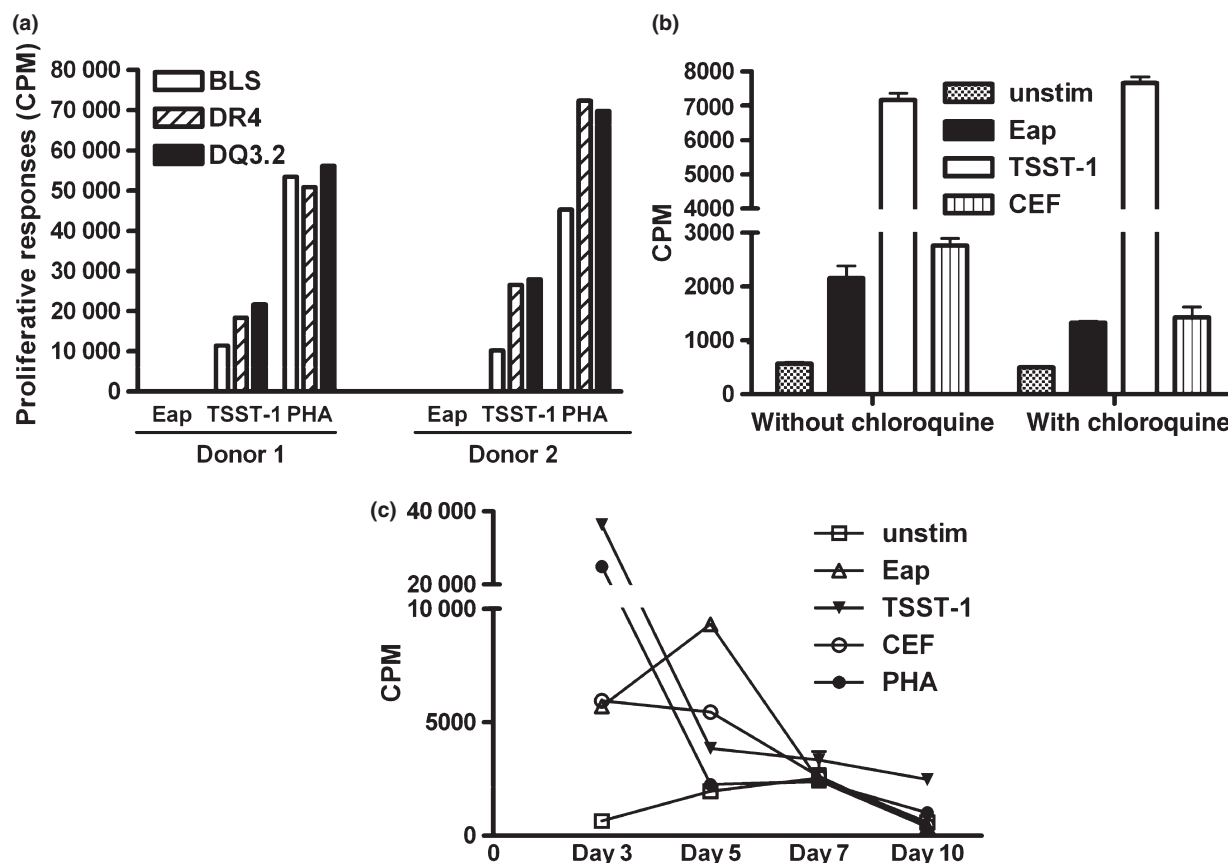 (a)
Proliferative responses (CPM)
80 000
70 000
60 000
50 000
40 000
30 000
20 000
10 000
0
BLS
DR4
DQ3.2
Eap TSST-1 PHA
Donor 1
Eap TSST-1 PHA
Donor 2
(b)
CPM
8000
7000
6000
5000
4000
3000
2000
1000
0
unstim
Eap
TSST-1
CEF
Without chloroquine
With chloroquine
(c)
CPM
40 000
20 000
10 000
5000
0
unstim
Eap
TSST-1
CEF
PHA
0 Day 3 Day 5 Day 7 Day 10